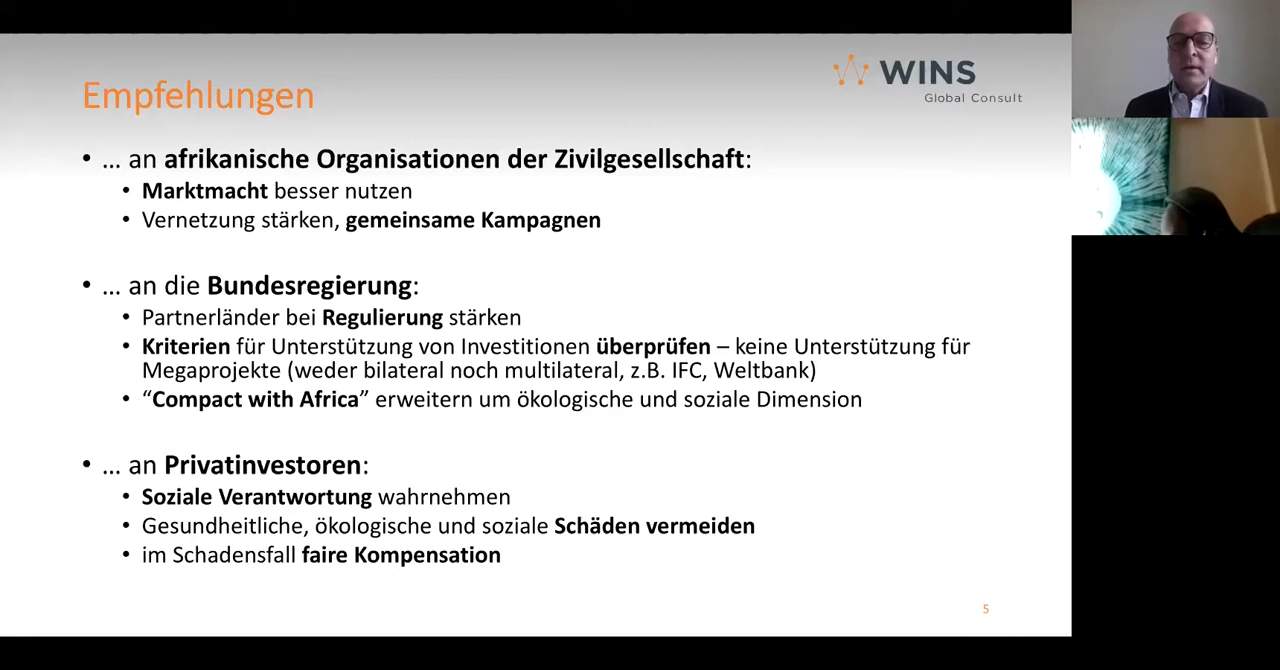 WINS
Global Consult
Empfehlungen
• … an afrikanische Organisationen der Zivilgesellschaft:
• Marktmacht besser nutzen
• Vernetzung stärken, gemeinsame Kampagnen
• … an die Bundesregierung:
• Partnerländer bei Regulierung stärken
• Kriterien für Unterstützung von Investitionen überprüfen – keine Unterstützung für
Megaprojekte (weder bilateral noch multilateral, z.B. IFC, Weltbank)
• “Compact with Africa” erweitern um ökologische und soziale Dimension
• … an Privatinvestoren:
• Soziale Verantwortung wahrnehmen
• Gesundheitliche, ökologische und soziale Schäden vermeiden
• im Schadensfall faire Kompensation
5